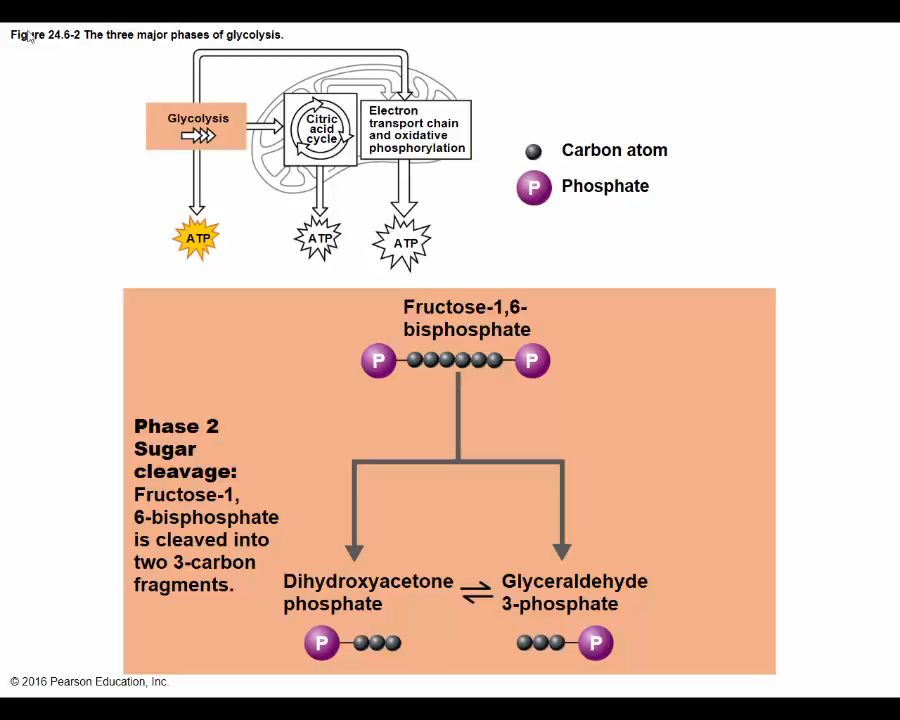 Figure 24.6-2 The three major phases of glycolysis.
Glycolysis
Citric
acid
cycle
Electron
transport chain
and oxidative
phosphorylation
Carbon atom
P
Phosphate
ATP
ATP
ATP
Fructose-1,6-
bisphosphate
P
P
Phase 2
Sugar
cleavage:
Fructose-1,
6-bisphosphate
is cleaved into
two 3-carbon
fragments.
Dihydroxyacetone
phosphate
Glyceraldehyde
3-phosphate
P
P
© 2016 Pearson Education, Inc.